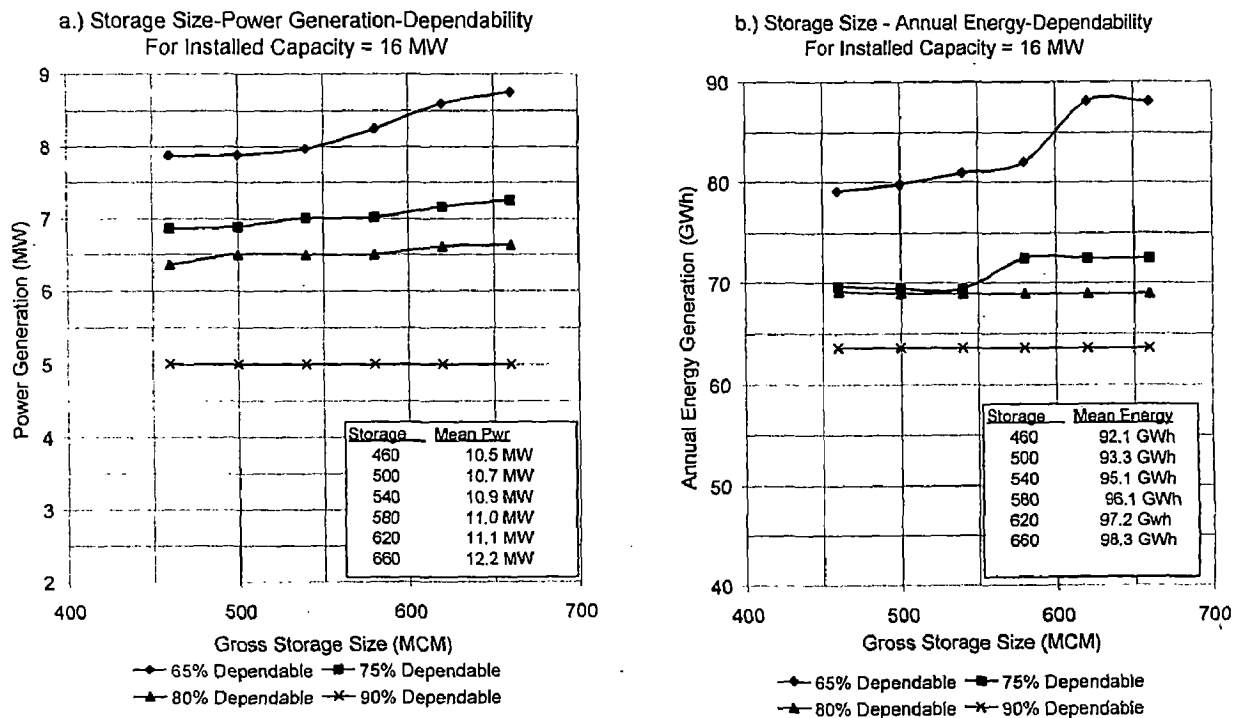 a.) Storage Size-Power Generation-Dependability
For Installed Capacity = 16 MW
9
8
7
6
5
4
3
2
Power Generation (MW)
Storage Mean Pwr
460 10.5 MW
500 10.7 MW
540 10.9 MW
580 11.0 MW
620 11.1 MW
660 12.2 MW
400 500 600 700
Gross Storage Size (MCM)
65% Dependable 75% Dependable
80% Dependable 90% Dependable
b.) Storage Size - Annual Energy-Dependability
For Installed Capacity = 16 MW
90
80
70
60
50
40
Annual Energy Generation (GWh)
Storage Mean Energy
460 92.1 GWh
500 93.3 GWh
540 95.1 GWh
580 96.1 GWh
620 97.2 Gwh
660 98.3 GWh
400 500 600 700
Gross Storage Size (MCM)
65% Dependable 75% Dependable
80% Dependable 90% Dependable